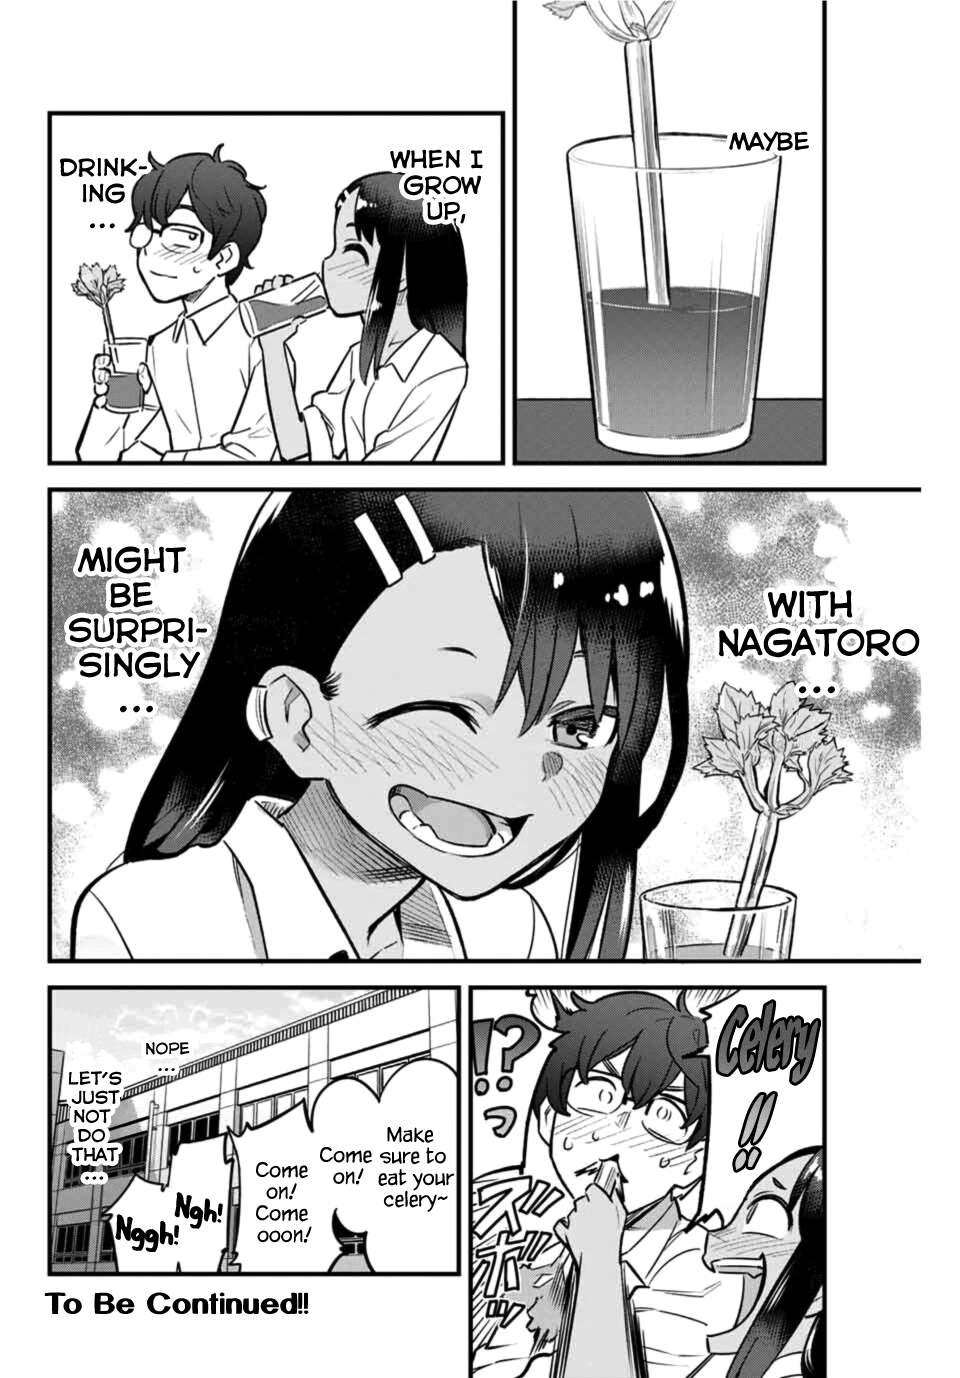 MAYBE
WHEN I
GROW
UP,
DRINK-
ING
...
WITH
NAGATORO
...
MIGHT
BE
SURPRI-
SINGLY
...
Celery
!!
!?
っ
Make
sure to
eat your
celery~
Come
on!
Come
on!
Come
ooon!
Ngh!
Nggh!
NOPE
...
LET'S
JUST
NOT
DO
THAT
...
To Be Continued!!